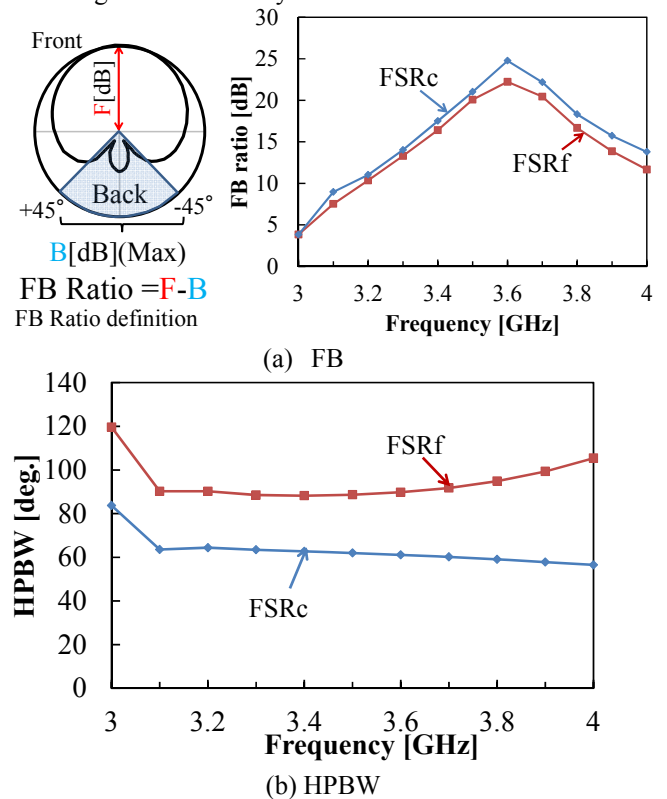 Front
F[dB]
Back
+45°
-45°
B[dB](Max)
FB Ratio =F-B
FB Ratio definition
30
25
20
15
10
5
0
FB ratio [dB]
FSRc
FSRf
3 3.2 3.4 3.6 3.8 4
Frequency [GHz]
(a) FB
140
120
100
80
60
40
20
0
HPBW [deg.]
FSRf
FSRc
3 3.2 3.4 3.6 3.8 4
Frequency [GHz]
(b) HPBW